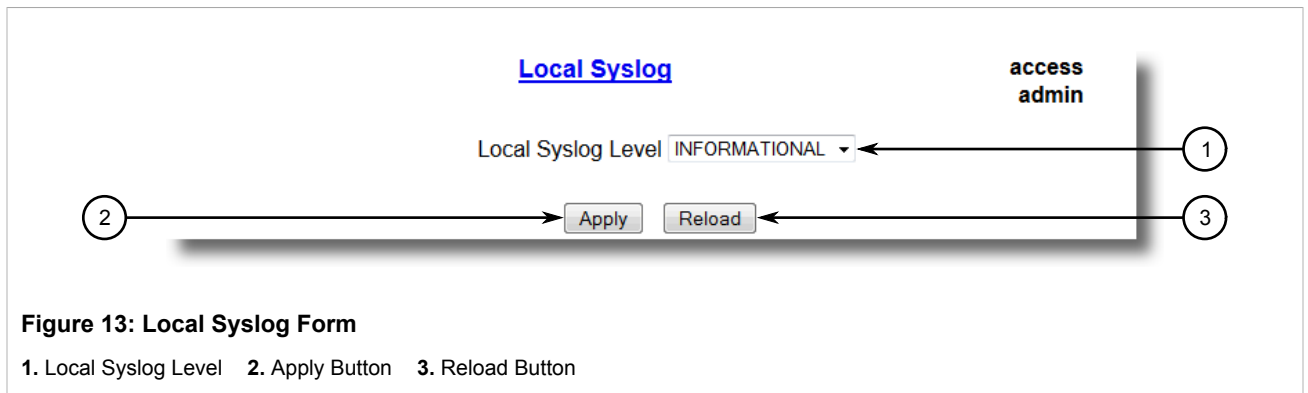 Local Syslog
access
admin
Local Syslog Level INFORMATIONAL
1
2
Apply Reload
3
Figure 13: Local Syslog Form
1. Local Syslog Level 2. Apply Button 3. Reload Button